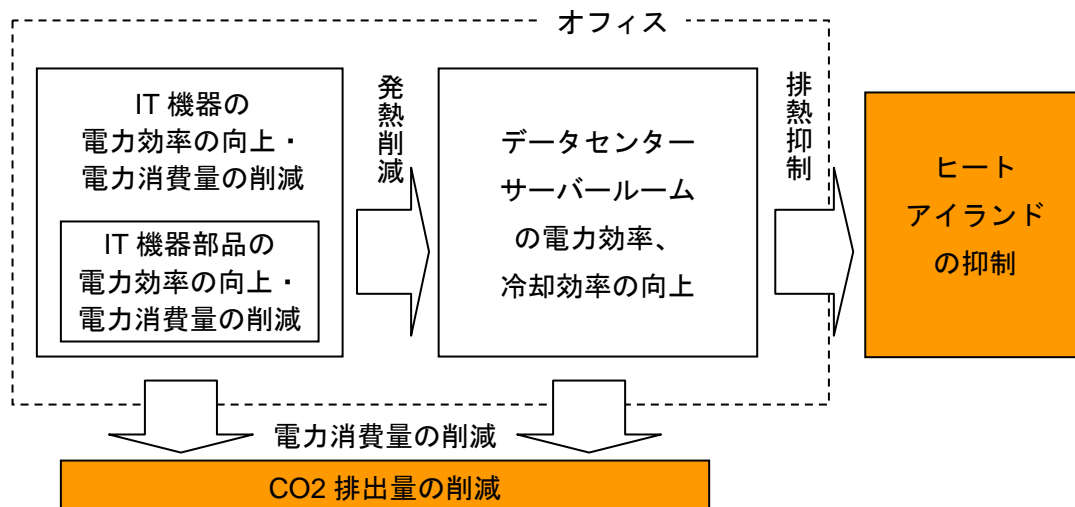 オフィス
IT 機器の
電力効率の向上・
電力消費量の削減
IT 機器部品の
電力効率の向上・
電力消費量の削減
発熱削減
データセンター
サーバールーム
の電力効率、
冷却効率の向上
排熱抑制
ヒート
アイランド
の抑制
電力消費量の削減
CO2 排出量の削減